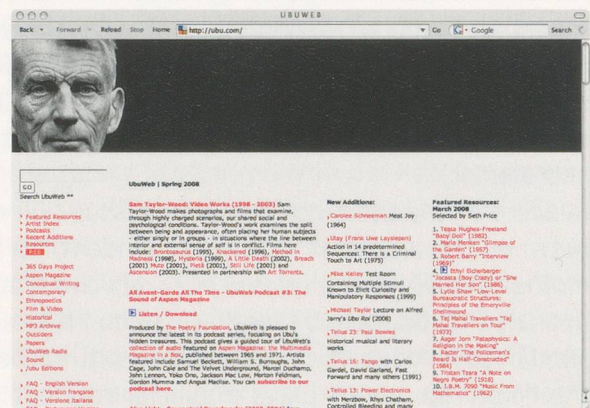 UBUWEB
Back Forward Reload Stop Home http://ubu.com/ Go Google Search
GO
Search UbuWeb ^^
Featured Resources
Artist Index
Podcasts
Recent Additions
Resources
RSS
365 Days Project
Aspen Magazine
Conceptual Writing
Contemporary
Ethnopoetics
Film & Video
Historical
MP3 Archive
Outsiders
Papers
UbuWeb Radio
Sound
/ubu Editions
FAQ - English Version
FAQ - Version Française
FAQ - Versione Italiana
UbuWeb | Spring 2008
Sam Taylor-Wood: Video Works (1998 - 2003) Sam
Taylor-Wood makes photographs and films that examine,
through highly charged scenarios, our shared social and
psychological conditions. Taylor-Wood's work examines the split
between being and appearance, often placing her human subjects
- either singly or in groups - in situations where the line between
interior and external sense of self is in conflict. Films here
include: Brontosaurus (1995), Knackered (1996), Method in
Madness (1998), Hysteria (1999), A Little Death (2002), Breach
(2001) Mute (2001), Pietà (2001), Still Life (2001) and
Ascension (2003). Presented in partnership with Art Torrents.
All Avant-Garde All The Time - UbuWeb Podcast #3: The
Sound of Aspen Magazine
Listen / Download
Produced by The Poetry Foundation, UbuWeb is pleased to
announce the latest in its podcast series, focusing on Ubu's
hidden treasures. This podcast gives a guided tour of UbuWeb's
collection of audio featured on Aspen Magazine: The Multimedia
Magazine in a Box, published between 1965 and 1971. Artists
featured include Samuel Beckett, William S. Burroughs, John
Cage, John Cale and The Velvet Underground, Marcel Duchamp,
John Lennon, Yoko Ono, Jackson Mac Low, Morton Feldman,
Gordon Mumma and Angus Maclise. You can subscribe to our
podcast here.
New Additions:
Carolee Schneeman Meat Joy
(1964)
Ulay (Frank Uwe Laysiepen)
Action in 14 predetermined
Sequences: There is a Criminal
Touch to Art (1975)
Mike Kelley Test Room
Containing Multiple Stimuli
Known to Elicit Curiosity and
Manipulatory Responses (1999)
Michael Taylor Lecture on Alfred
Jarry's Ubu Roi (2008)
Tellus 23: Paul Bowles
Historical musical and literary
works
Tellus 16: Tango with Carlos
Gardel, David Garland, Fast
Forward and many others (1991)
Tellus 13: Power Electronics
with Merzbow, Rhys Chatham,
Controlled Bleeding and many
Featured Resources:
March 2008
Selected by Seth Price
1. Tessa Hughes-Freeland
"Baby Doll" (1982)
2. Marie Menken "Glimpse of
the Garden" (1957)
3. Robert Barry "Interview
(1969)"
4. Ethyl Eichelberger
"Jocasta (Boy Crazy) or "She
Married Her Son" (1986)
5. Lytle Shaw "Low-Level
Bureaucratic Structures:
Principles of the Emeryville
Shellmound
6. Taj Mahal Travellers "Taj
Mahal Travellers on Tour"
(1973)
7. Asger Jorn "Pataphysics: A
Religion in the Making"
8. Racter "The Policeman's
Beard Is Half-Constructed"
(1984)
9. Tristan Tzara "A Note on
Negro Poetry" (1918)
10. I.B.M. 7090 "Music From
Mathematics" (1962)